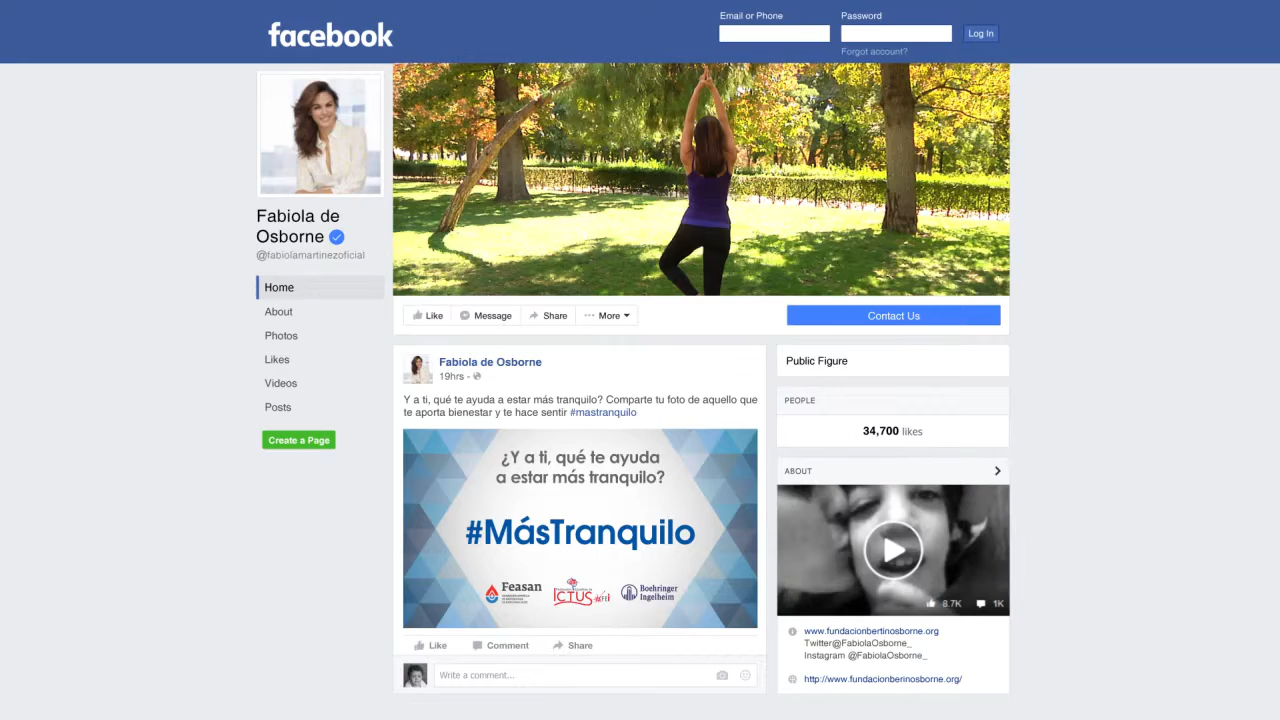 facebook
Email or Phone
Password
Log In
Forgot account?
Fabiola de
Osborne
@fabiolamartinezoficial
Home
About
Photos
Likes
Videos
Posts
Create a Page
Like
Message
Share
More
Contact Us
Fabiola de Osborne
19hrs -
Y a ti, qué te ayuda a estar más tranquilo? Comparte tu foto de aquello que
te aporta bienestar y te hace sentir #mastranquilo
¿Y a ti, qué te ayuda
a estar más tranquilo?
#MásTranquilo
Feasan
ICTUS
Boehringer
Ingelheim
Like
Comment
Share
Write a comment...
Public Figure
PEOPLE
34,700 likes
ABOUT
8.7K
1K
www.fundacionbertinosborne.org
Twitter@FabiolaOsborne_
Instagram @FabiolaOsborne_
http://www.fundacionberinosborne.org/